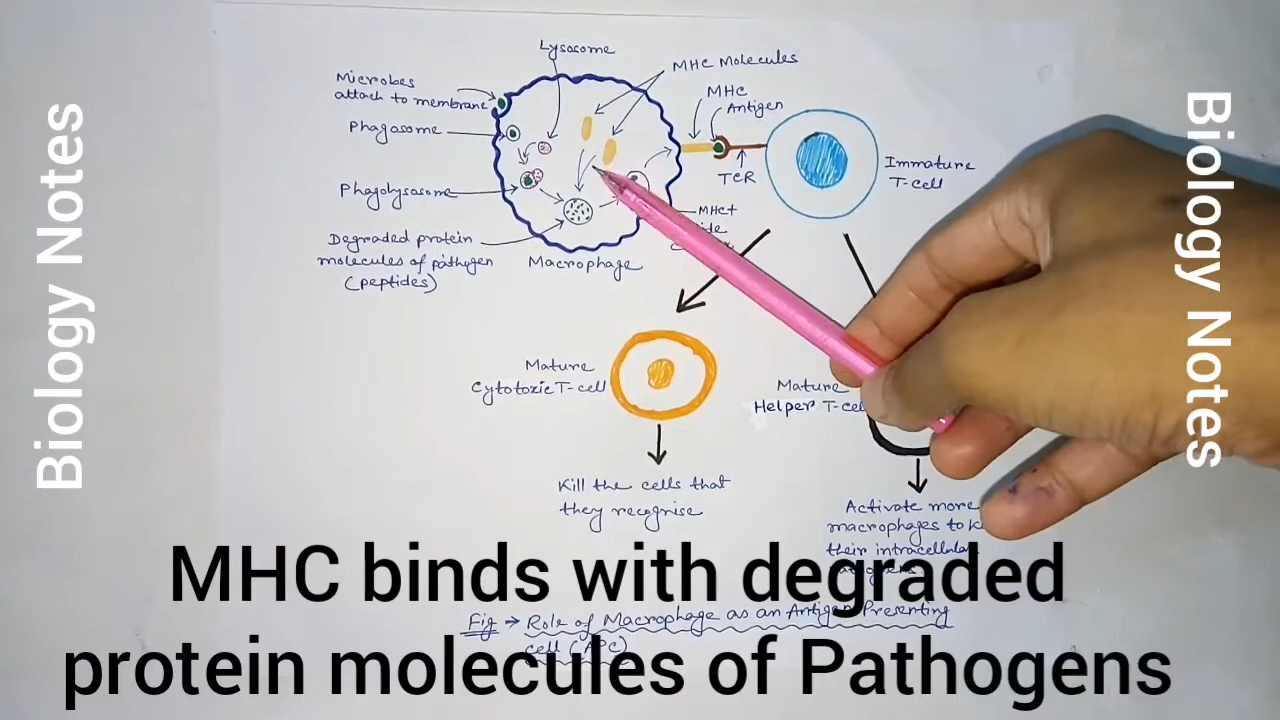 Lysosome
MHC Molecules
Microbes
attach to membrane
MHC
Antigen
Phagosome
TCR
Immature
T-cell
Phagolysosome
MHC+
Degraded protein
molecules of pathogen
(peptides)
Macrophage
Mature
Cytotoxic T-cell
Mature
Helper T-cell
Kill the cells that
they recognise
Activate more
macrophages to
their intracellular
Fig → Role of Macrophage as an Antigen Presenting
cell (APC)
MHC binds with degraded
protein molecules of Pathogens
Biology Notes
Biology Notes